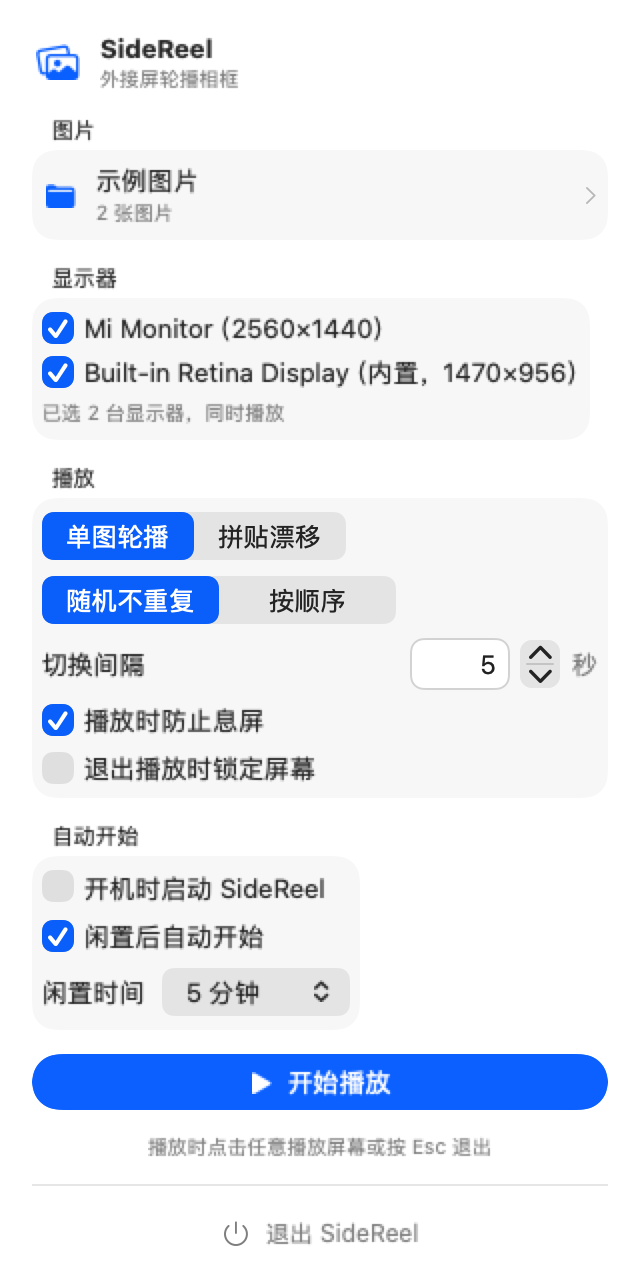 SideReel
外接屏轮播相框
图片
示例图片
2 张图片
显示器
Mi Monitor (2560×1440)
Built-in Retina Display (内置，1470×956)
已选 2 台显示器，同时播放
播放
单图轮播 拼贴漂移
随机不重复 按顺序
切换间隔 5 秒
播放时防止息屏
退出播放时锁定屏幕
自动开始
开机时启动 SideReel
闲置后自动开始
闲置时间 5 分钟
开始播放
播放时点击任意播放屏幕或按 Esc 退出
退出 SideReel